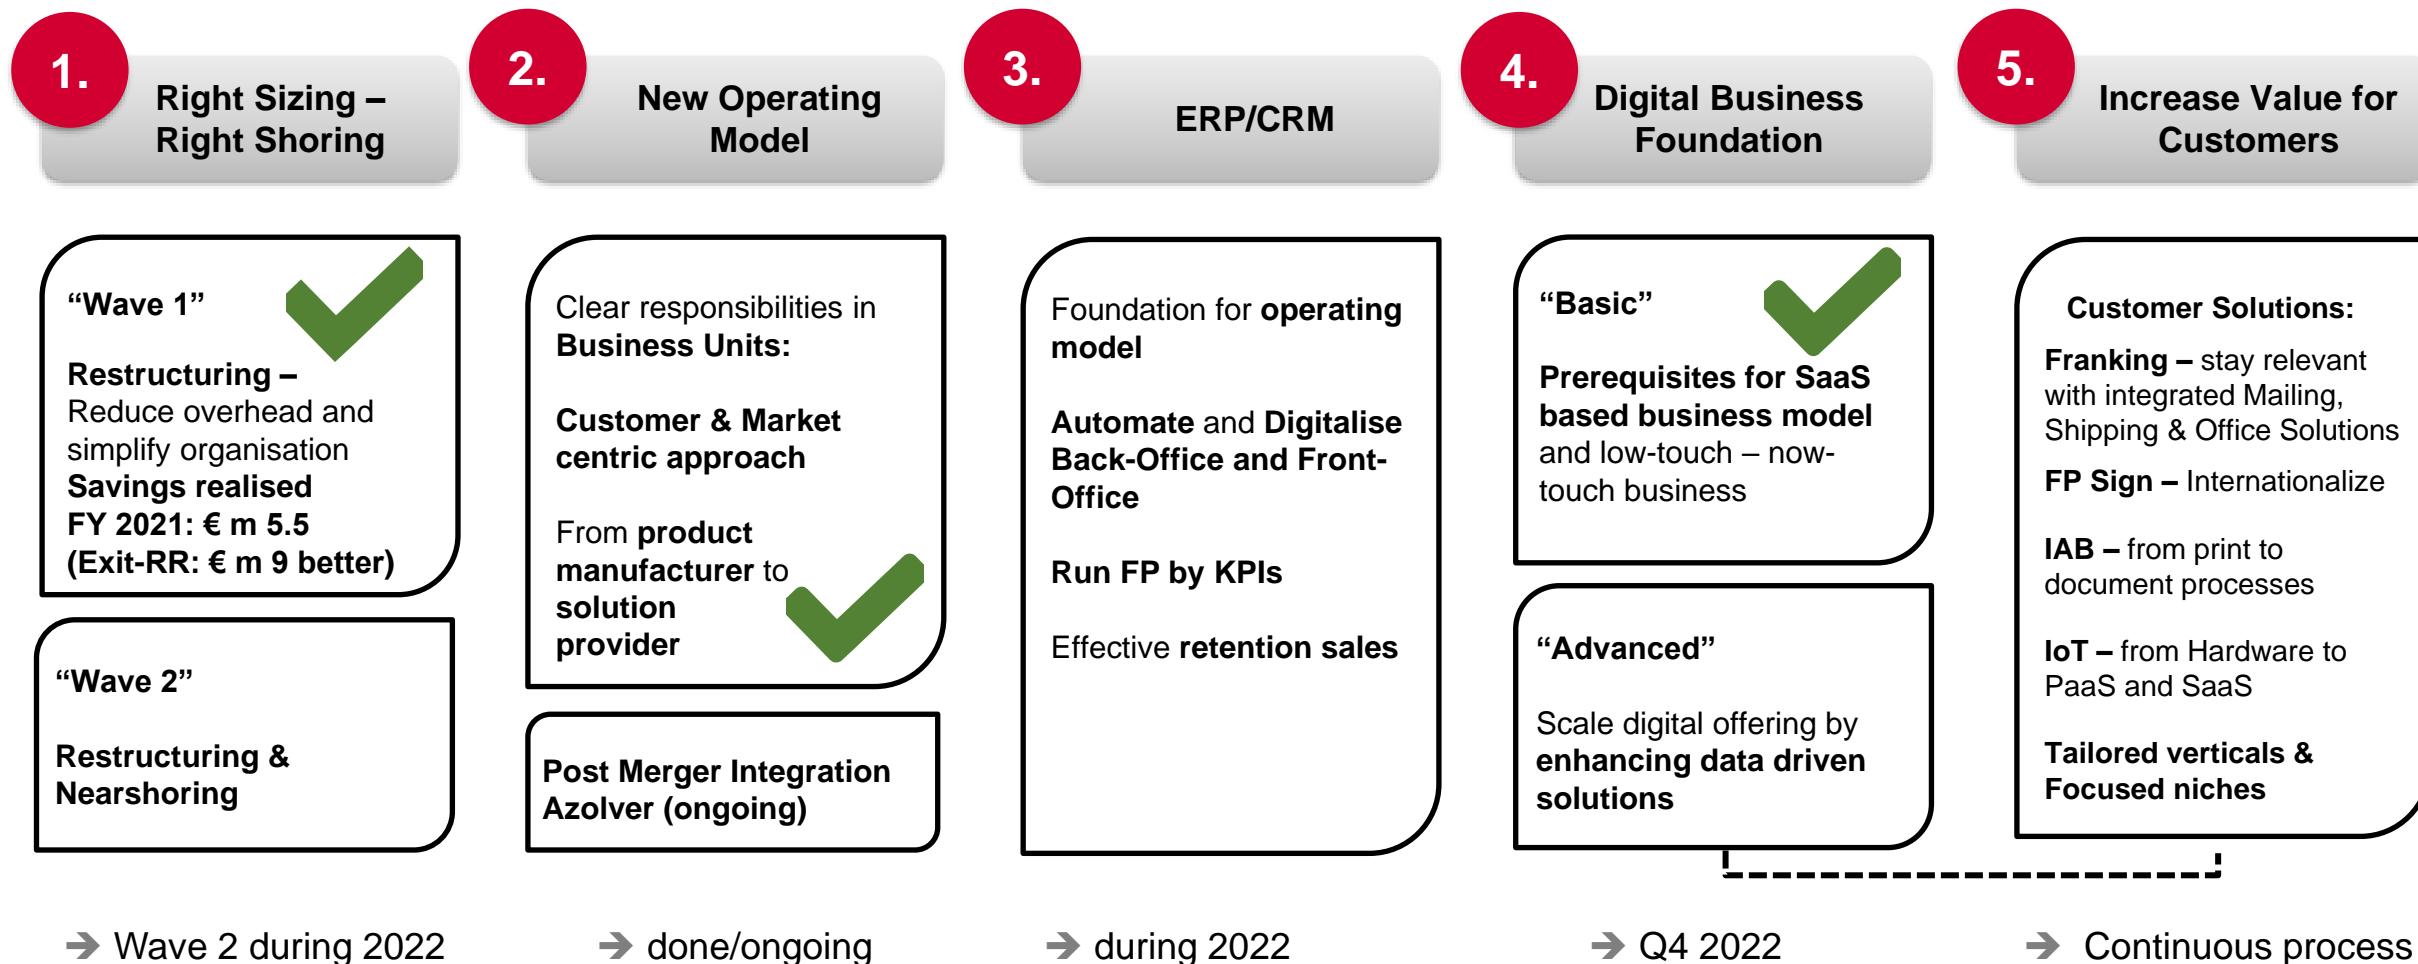 1.
Right Sizing –
Right Shoring
“Wave 1”
Restructuring –
Reduce overhead and
simplify organisation
Savings realised
FY 2021: € m 5.5
(Exit-RR: € m 9 better)
“Wave 2”
Restructuring &
Nearshoring
➔ Wave 2 during 2022
2.
New Operating
Model
Clear responsibilities in
Business Units:
Customer & Market
centric approach
From product
manufacturer to
solution
provider
Post Merger Integration
Azolver (ongoing)
➔ done/ongoing
3.
ERP/CRM
Foundation for operating
model
Automate and Digitalise
Back-Office and Front-
Office
Run FP by KPIs
Effective retention sales
➔ during 2022
4.
Digital Business
Foundation
“Basic”
Prerequisites for SaaS
based business model
and low-touch – now-
touch business
“Advanced”
Scale digital offering by
enhancing data driven
solutions
➔ Q4 2022
5.
Increase Value for
Customers
Customer Solutions:
Franking – stay relevant
with integrated Mailing,
Shipping & Office Solutions
FP Sign – Internationalize
IAB – from print to
document processes
IoT – from Hardware to
PaaS and SaaS
Tailored verticals &
Focused niches
➔ Continuous process